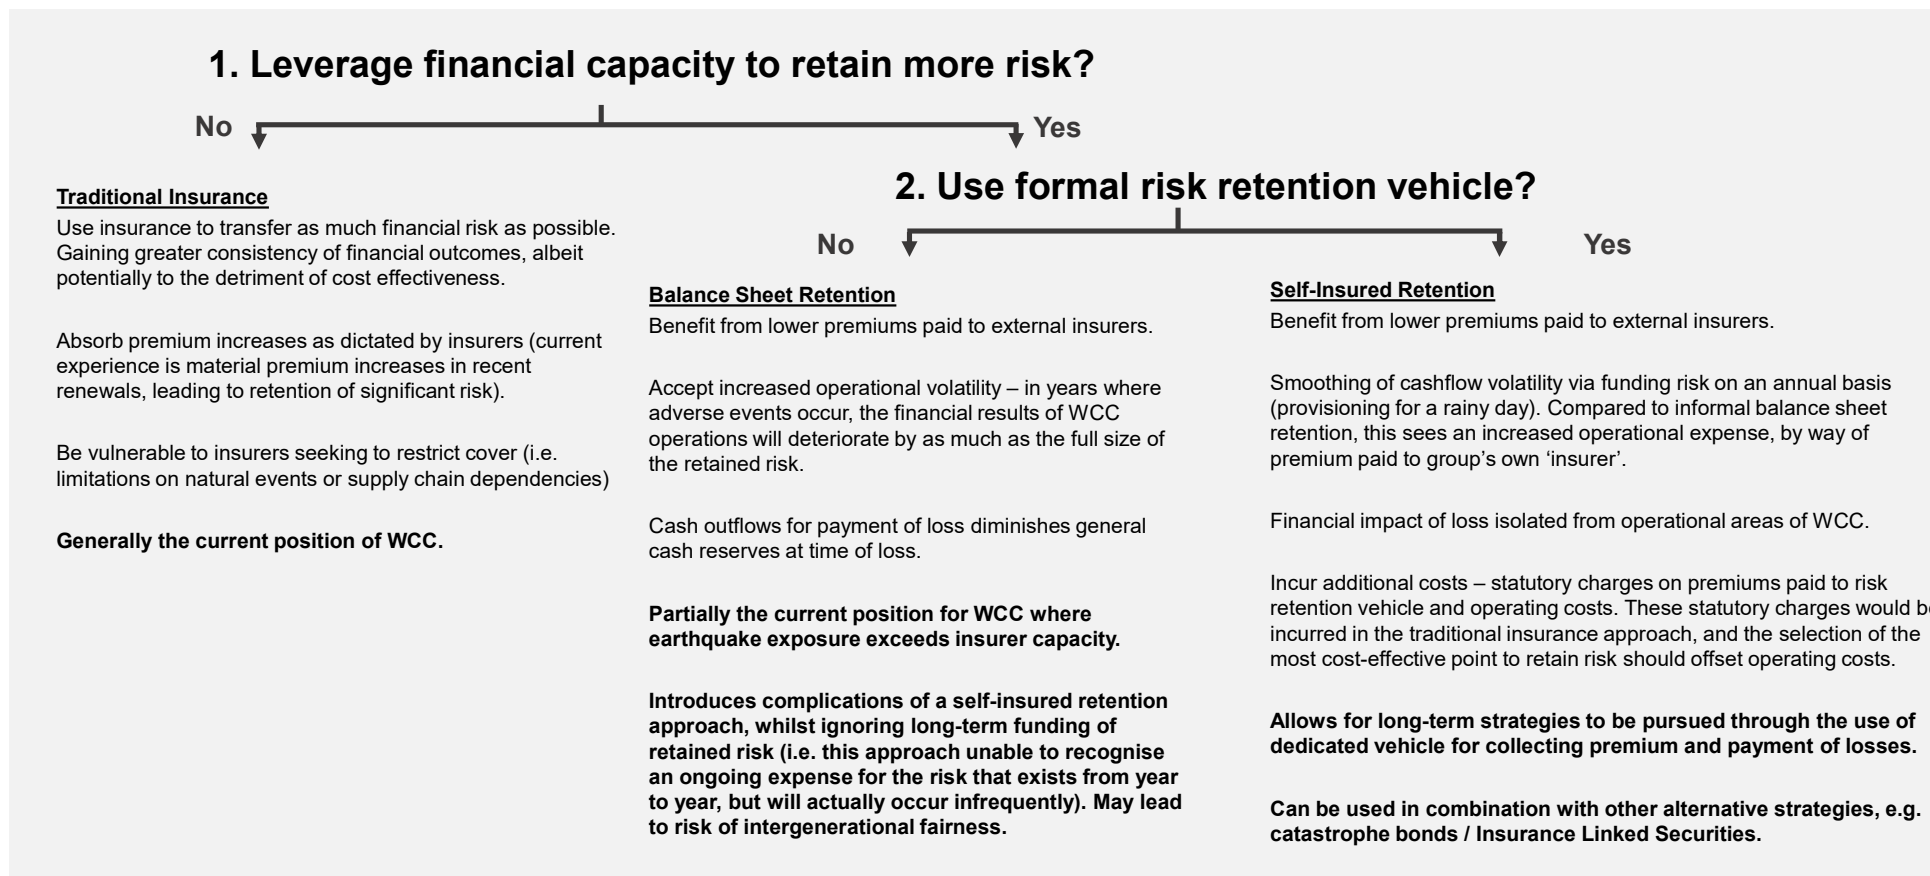 1. Leverage financial capacity to retain more risk?
No
Yes
Traditional Insurance
Use insurance to transfer as much financial risk as possible.
Gaining greater consistency of financial outcomes, albeit
potentially to the detriment of cost effectiveness.
Absorb premium increases as dictated by insurers (current
experience is material premium increases in recent
renewals, leading to retention of significant risk).
Be vulnerable to insurers seeking to restrict cover (i.e.
limitations on natural events or supply chain dependencies)
Generally the current position of WCC.
2. Use formal risk retention vehicle?
No
Yes
Balance Sheet Retention
Benefit from lower premiums paid to external insurers.
Accept increased operational volatility – in years where
adverse events occur, the financial results of WCC
operations will deteriorate by as much as the full size of
the retained risk.
Cash outflows for payment of loss diminishes general
cash reserves at time of loss.
Partially the current position for WCC where
earthquake exposure exceeds insurer capacity.
Introduces complications of a self-insured retention
approach, whilst ignoring long-term funding of
retained risk (i.e. this approach unable to recognise
an ongoing expense for the risk that exists from year
to year, but will actually occur infrequently). May lead
to risk of intergenerational fairness.
Self-Insured Retention
Benefit from lower premiums paid to external insurers.
Smoothing of cashflow volatility via funding risk on an annual basis
(provisioning for a rainy day). Compared to informal balance sheet
retention, this sees an increased operational expense, by way of
premium paid to group's own ‘insurer’.
Financial impact of loss isolated from operational areas of WCC.
Incur additional costs – statutory charges on premiums paid to risk
retention vehicle and operating costs. These statutory charges would be
incurred in the traditional insurance approach, and the selection of the
most cost-effective point to retain risk should offset operating costs.
Allows for long-term strategies to be pursued through the use of
dedicated vehicle for collecting premium and payment of losses.
Can be used in combination with other alternative strategies, e.g.
catastrophe bonds / Insurance Linked Securities.